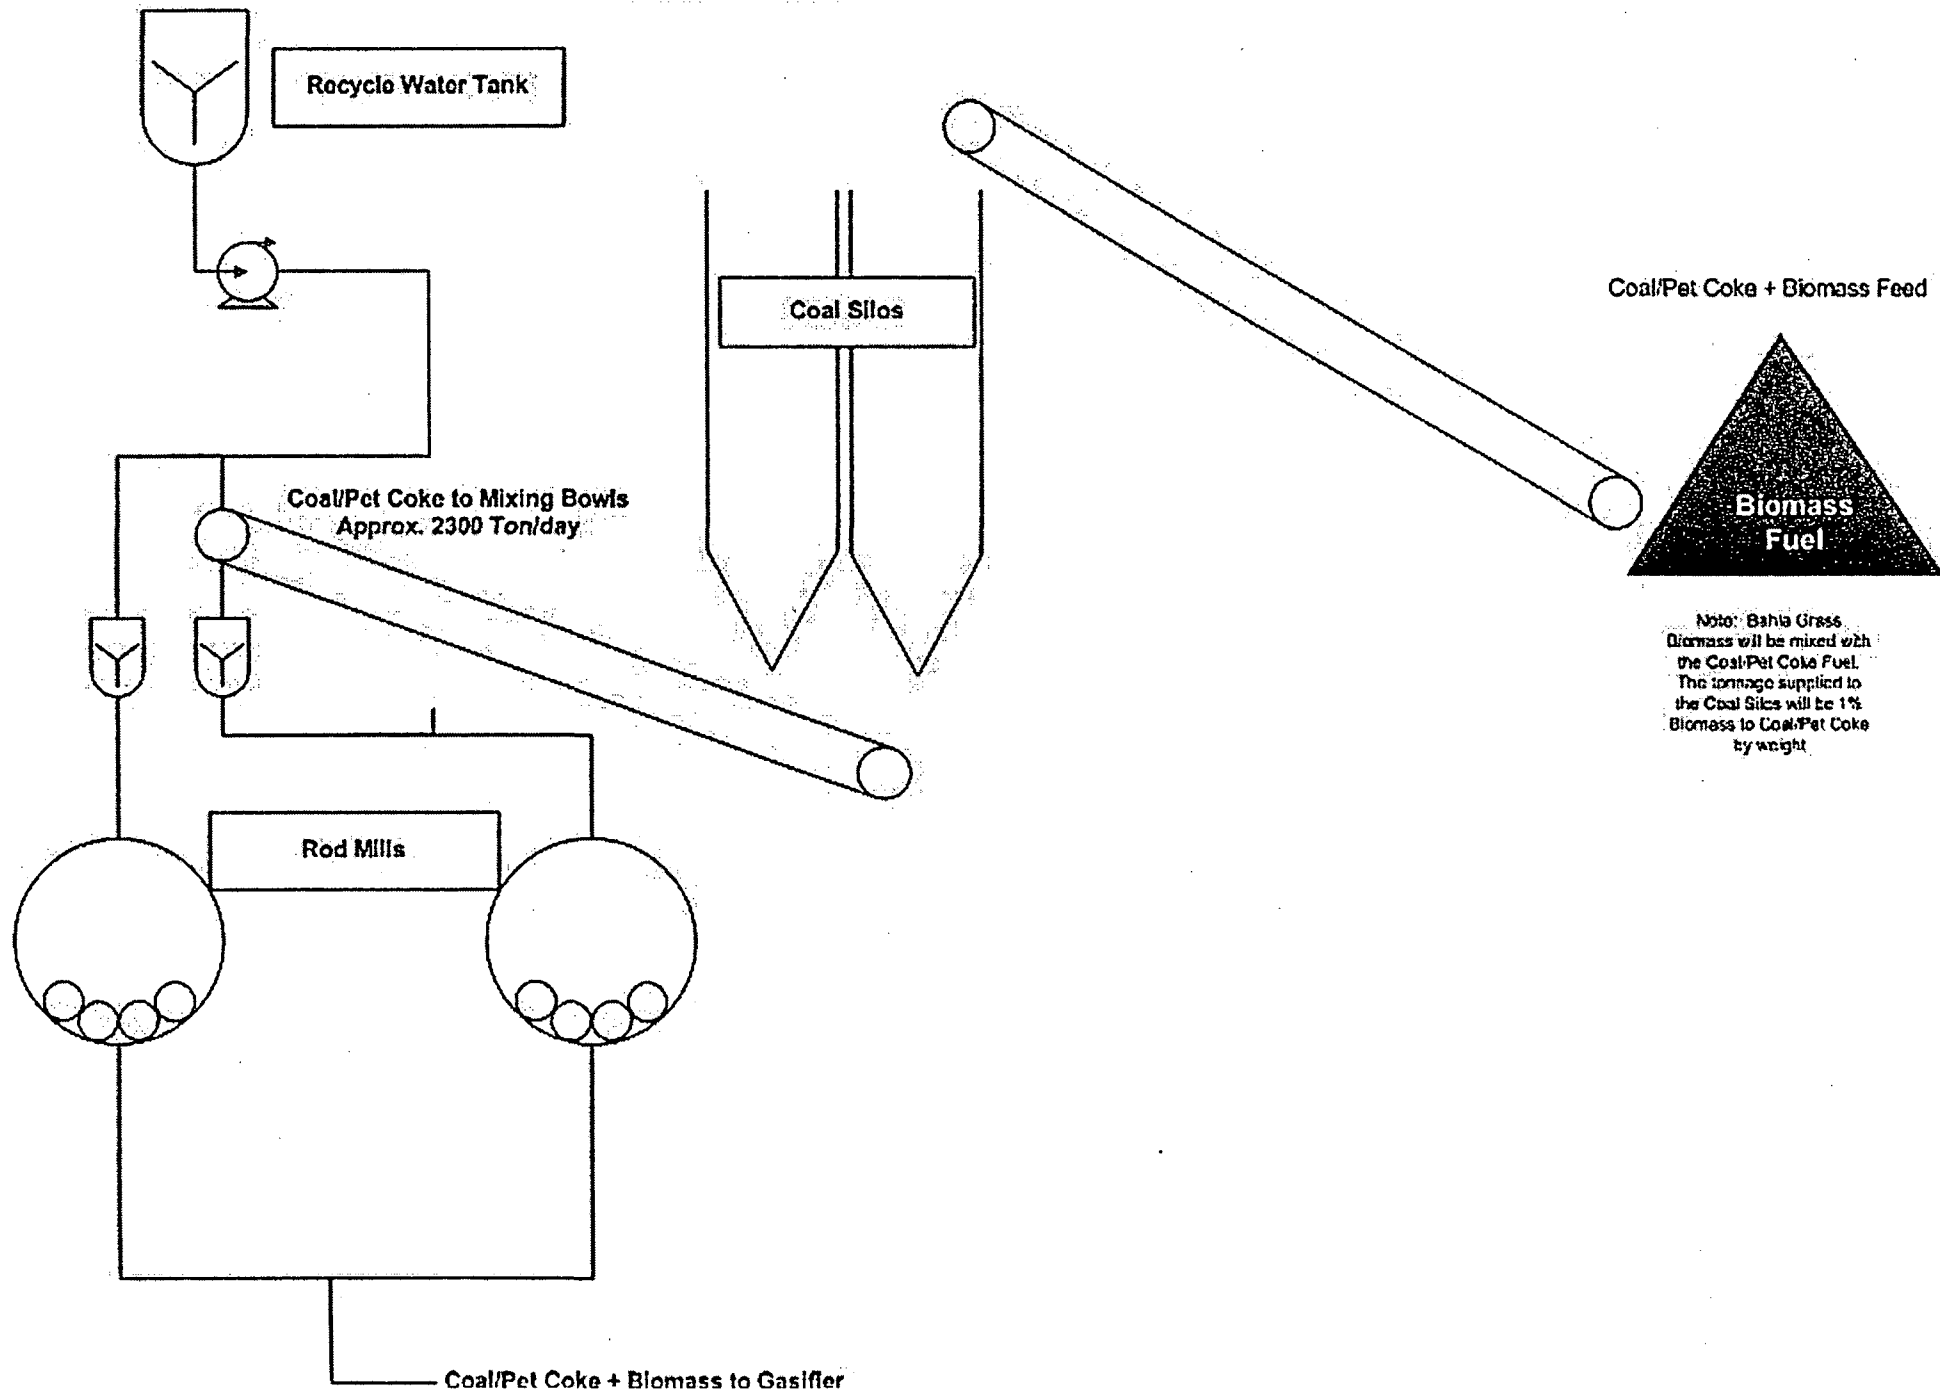 Recycle Water Tank
Coal Silos
Coal/Pet Coke + Biomass Feed
Biomass
Fuel
Coal/Pet Coke to Mixing Bowls
Approx. 2300 Ton/day
Note: Bahia Grass
Biomass will be mixed with
the Coal/Pet Coke Fuel.
The tonnage supplied to
the Coal Silos will be 1%
Biomass to Coal/Pet Coke
by weight
Rod Mills
Coal/Pet Coke + Biomass to Gasifier